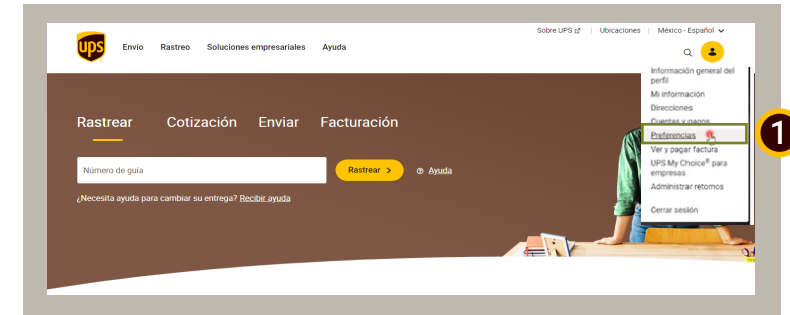 Sobre UPS
Ubicaciones
México - Español
ups
Envío
Rastreo
Soluciones empresariales
Ayuda
Información general del
perfil
Mi información
Direcciones
Cuentas y pagos
Preferencias
Ver y pagar factura
UPS My Choice® para
empresas
Administrar retornos
Cerrar sesión
1
Rastrear
Cotización
Enviar
Facturación
Número de guía
Rastrear >
Ayuda
¿Necesita ayuda para cambiar su entrega? Recibir ayuda